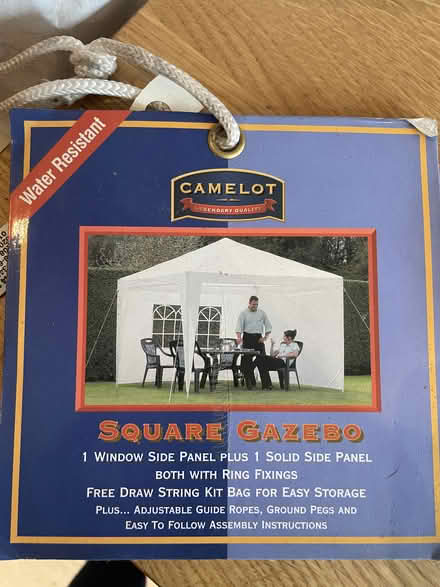 Water Resistant
CAMELOT
LEGENDARY QUALITY
SQUARE GAZEBO
1 WINDOW SIDE PANEL PLUS 1 SOLID SIDE PANEL
BOTH WITH RING FIXINGS
FREE DRAW STRING KIT BAG FOR EASY STORAGE
PLUS... ADJUSTABLE GUIDE ROPES, GROUND PEGS AND
EASY TO FOLLOW ASSEMBLY INSTRUCTIONS